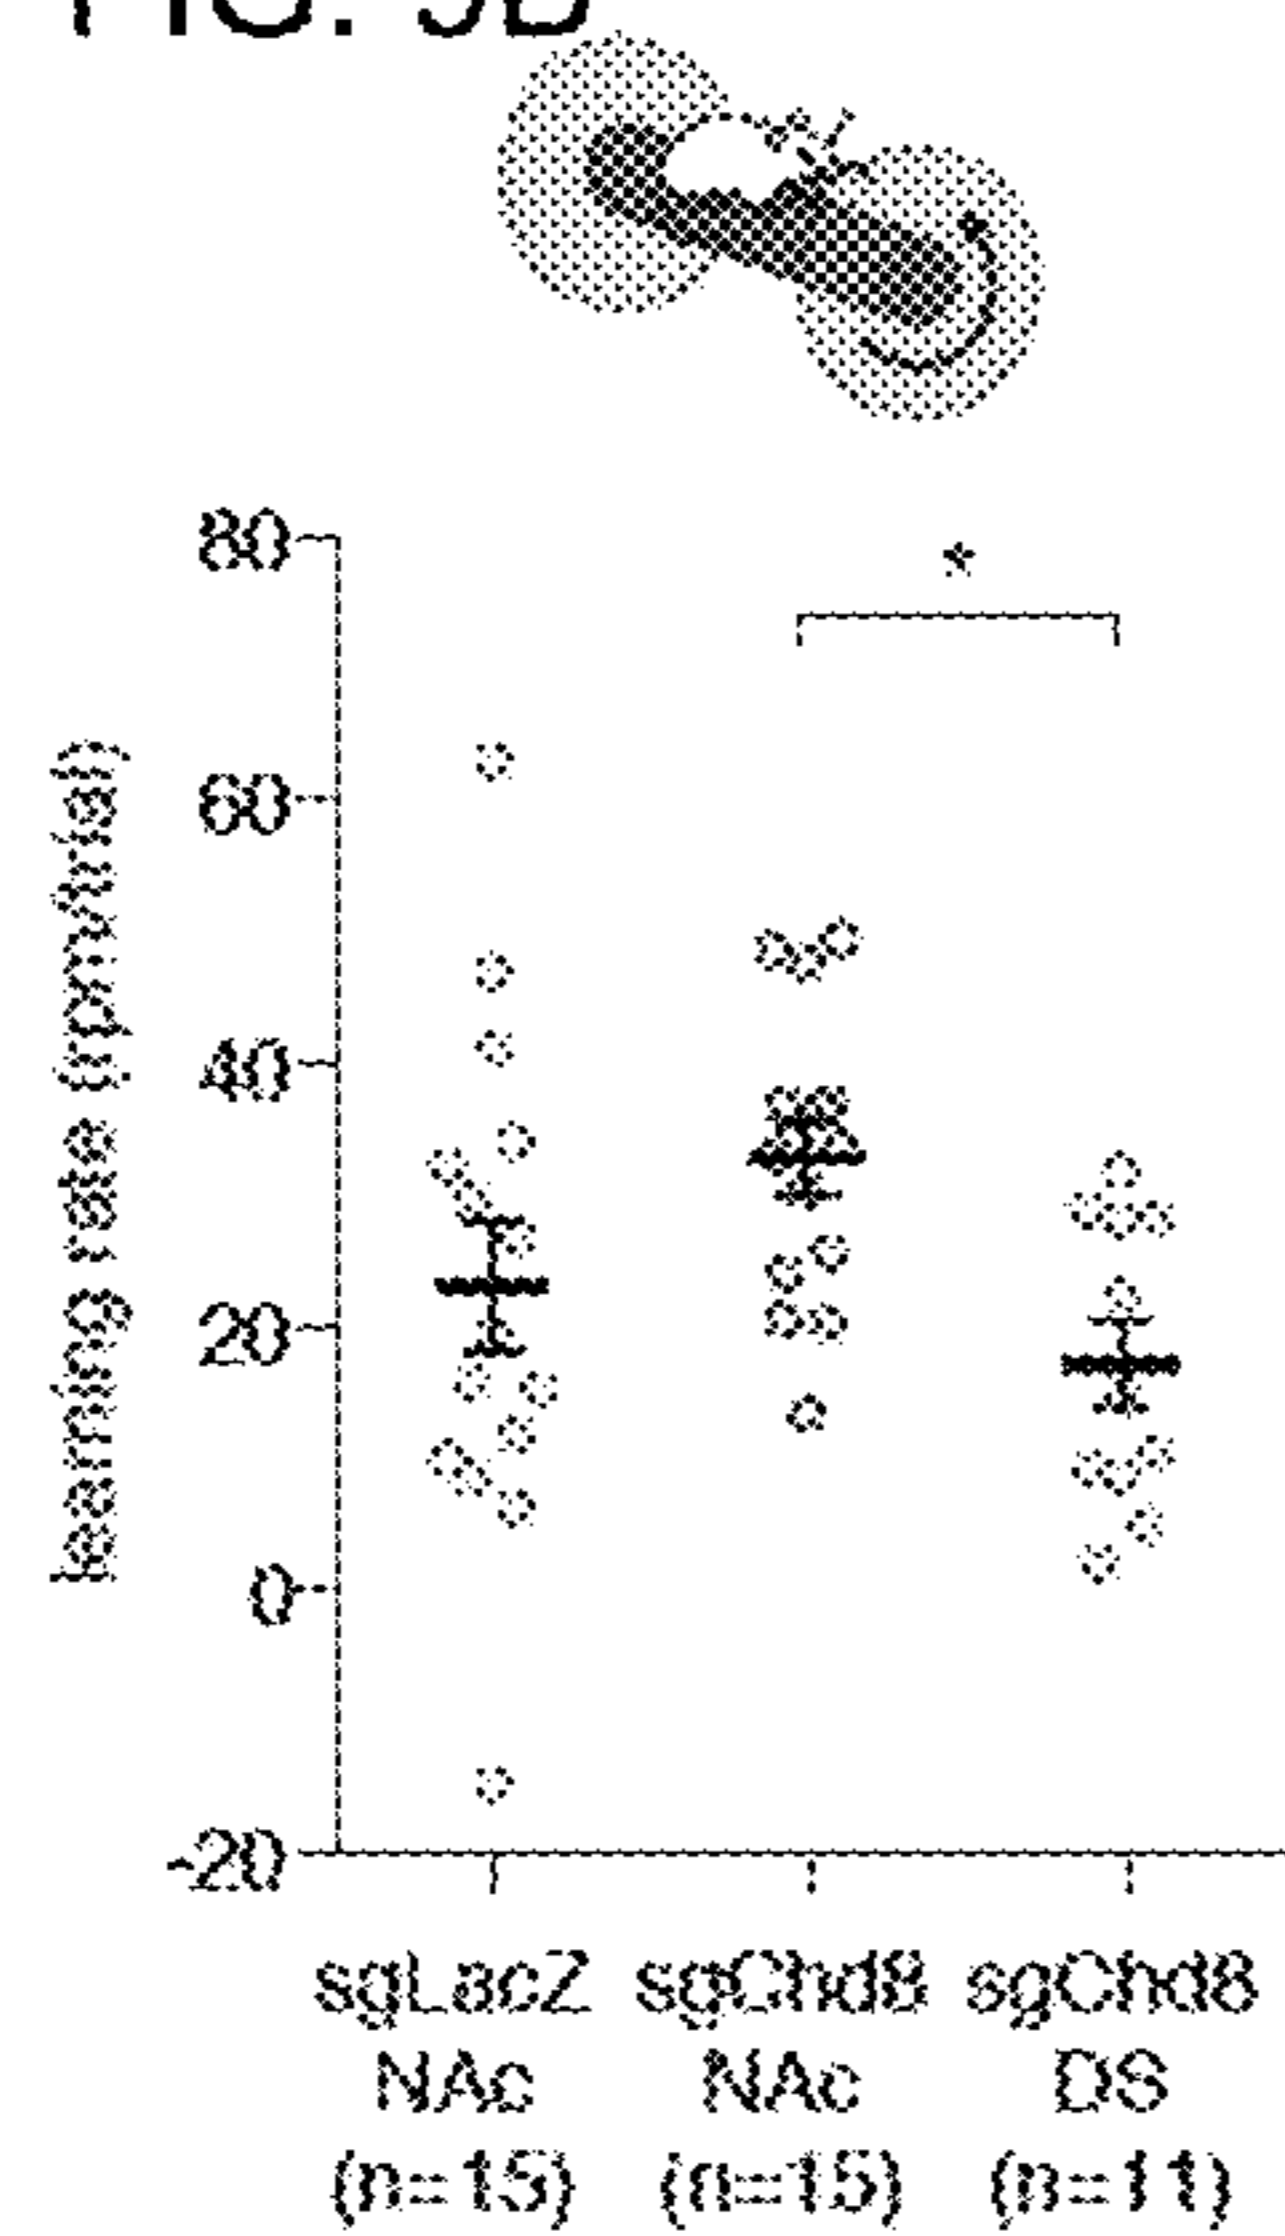 80
*
60
40
20
0
-20
learning rate (rpm/trial)
sgLacZ sgChd8 sgChd8
NAc NAc DS
(n=15) (n=15) (n=11)